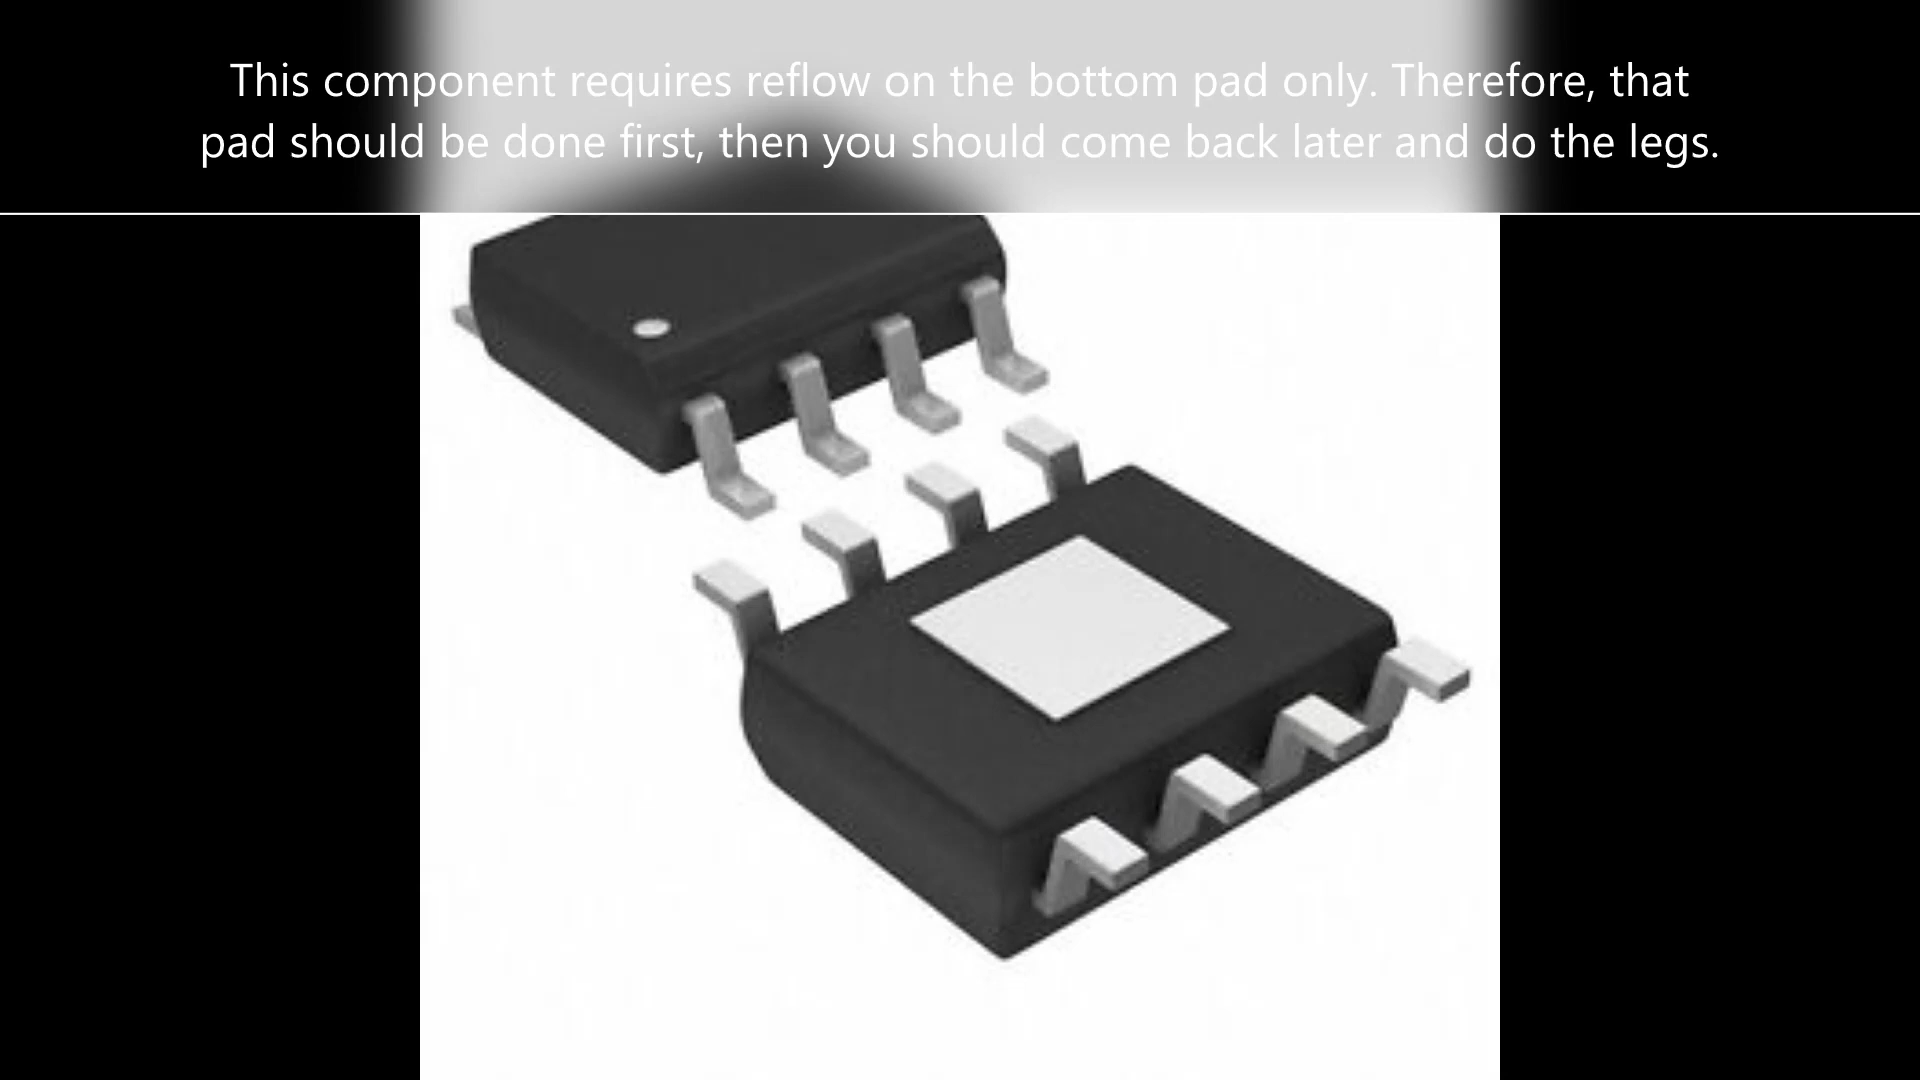 This component requires reflow on the bottom pad only. Therefore, that
pad should be done first, then you should come back later and do the legs.